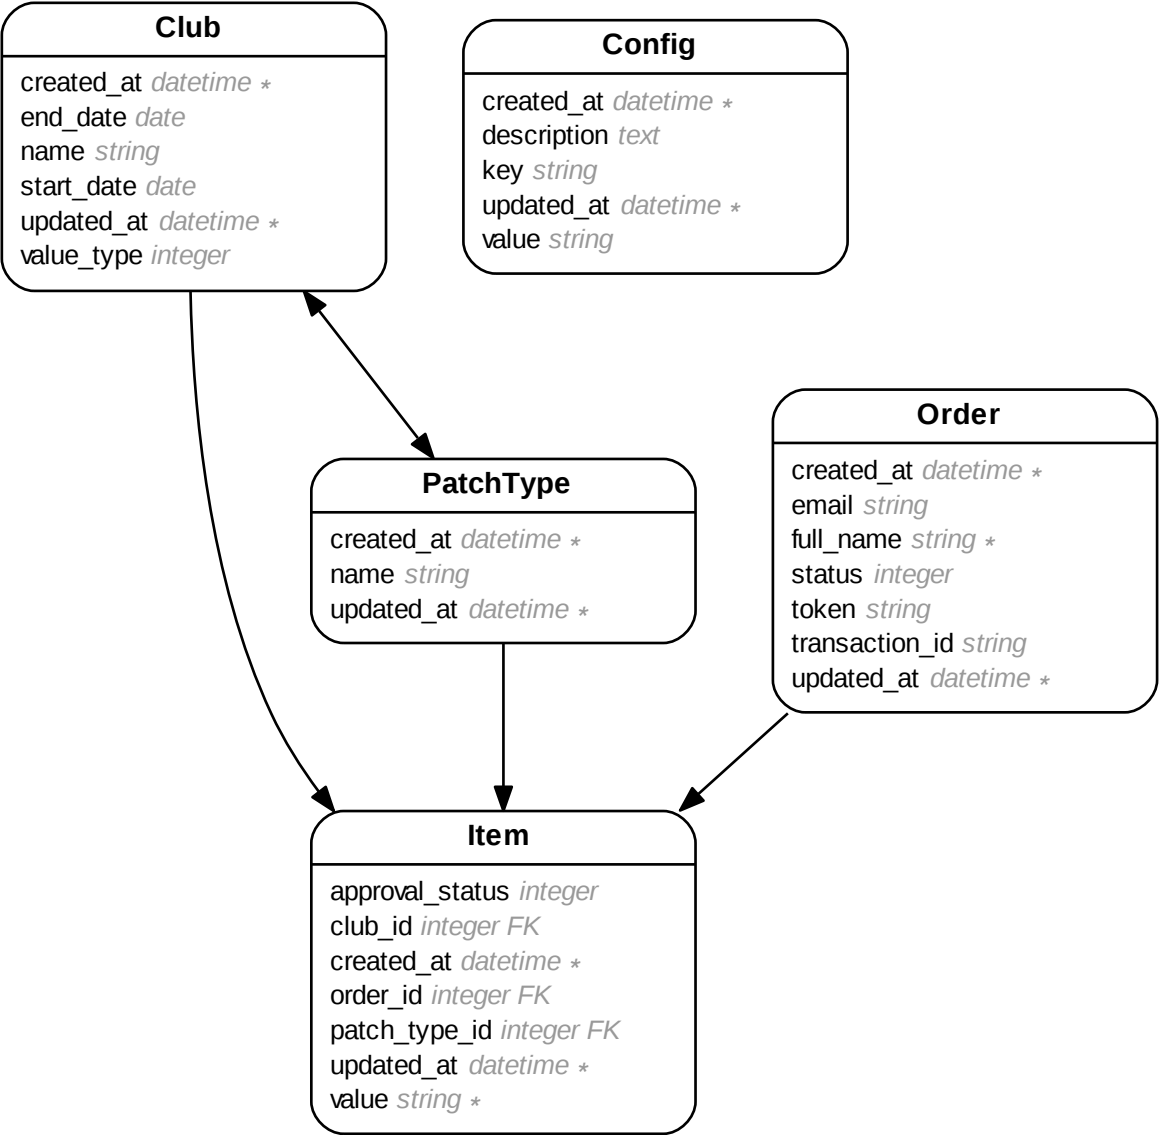 Club
created_at datetime *
end_date date
name string
start_date date
updated_at datetime *
value_type integer
Config
created_at datetime *
description text
key string
updated_at datetime *
value string
PatchType
created_at datetime *
name string
updated_at datetime *
Order
created_at datetime *
email string
full_name string *
status integer
token string
transaction_id string
updated_at datetime *
Item
approval_status integer
club_id integer FK
created_at datetime *
order_id integer FK
patch_type_id integer FK
updated_at datetime *
value string *